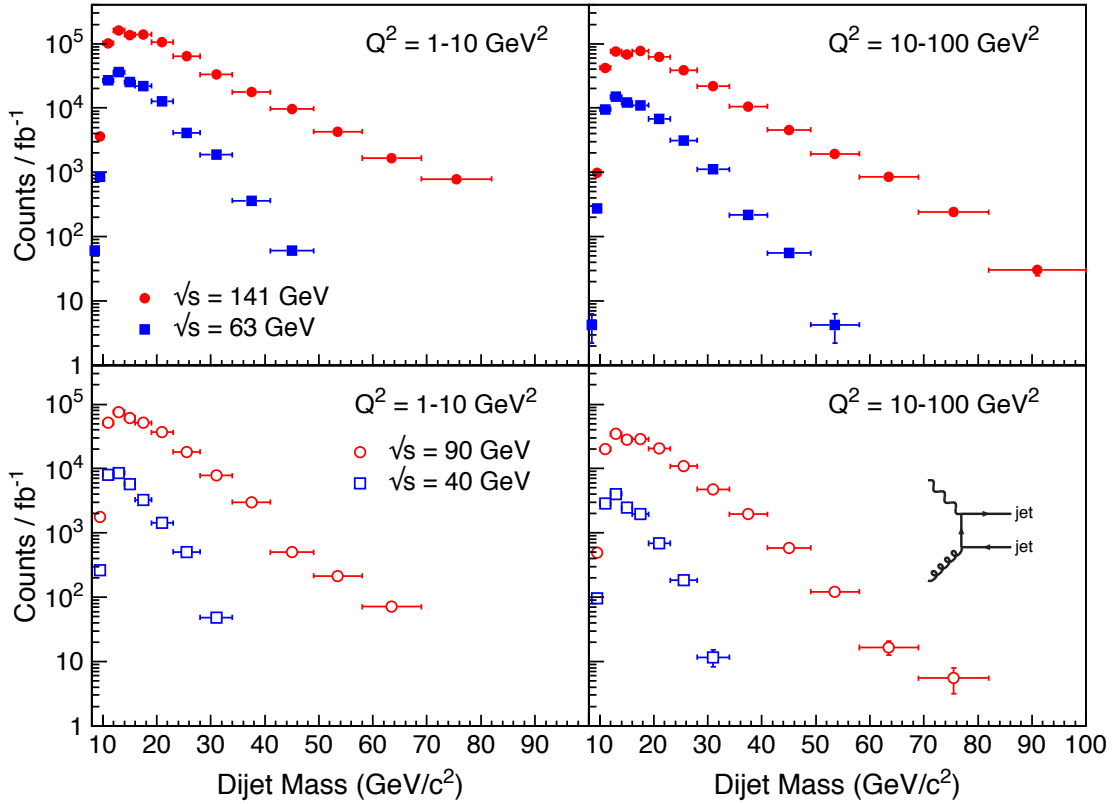 Q² = 1-10 GeV²
Q² = 10-100 GeV²
Counts / fb⁻¹
10⁵
10⁴
10³
10²
10
1
√s = 141 GeV
√s = 63 GeV
Q² = 1-10 GeV²
Q² = 10-100 GeV²
√s = 90 GeV
√s = 40 GeV
Counts / fb⁻¹
10⁵
10⁴
10³
10²
10
1
jet
jet
10 20 30 40 50 60 70 80 90
10 20 30 40 50 60 70 80 90 100
Dijet Mass (GeV/c²)
Dijet Mass (GeV/c²)